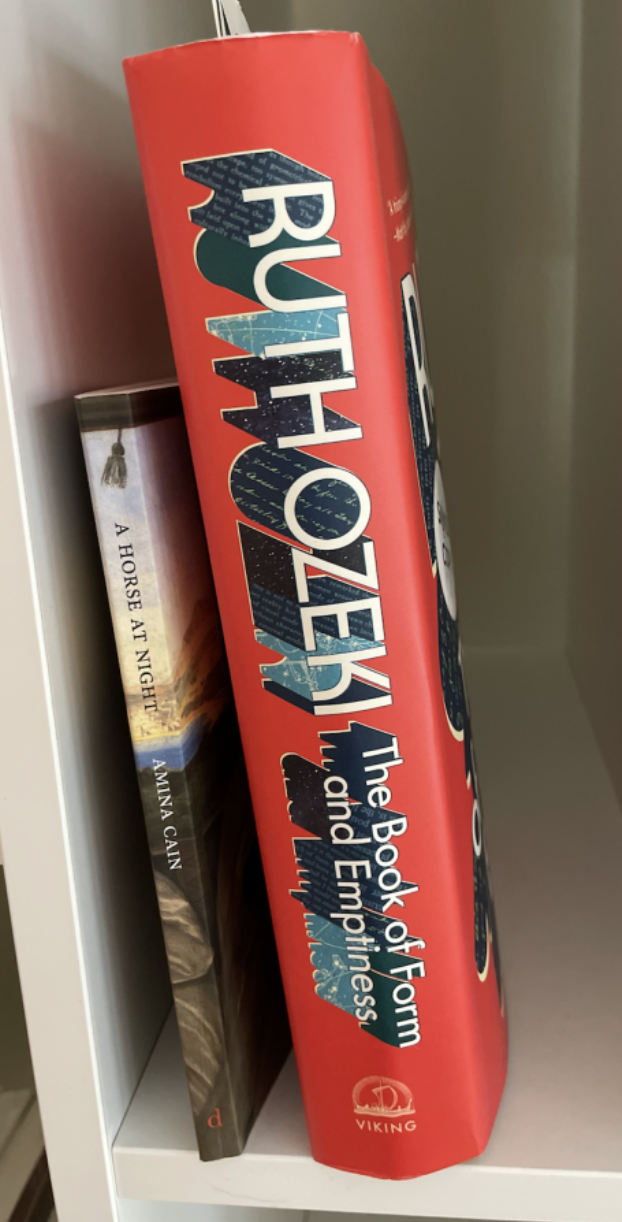 A HORSE AT NIGHT
AMINA CAIN
d
RUTH OZEKI
The Book of Form
and Emptiness
VIKING